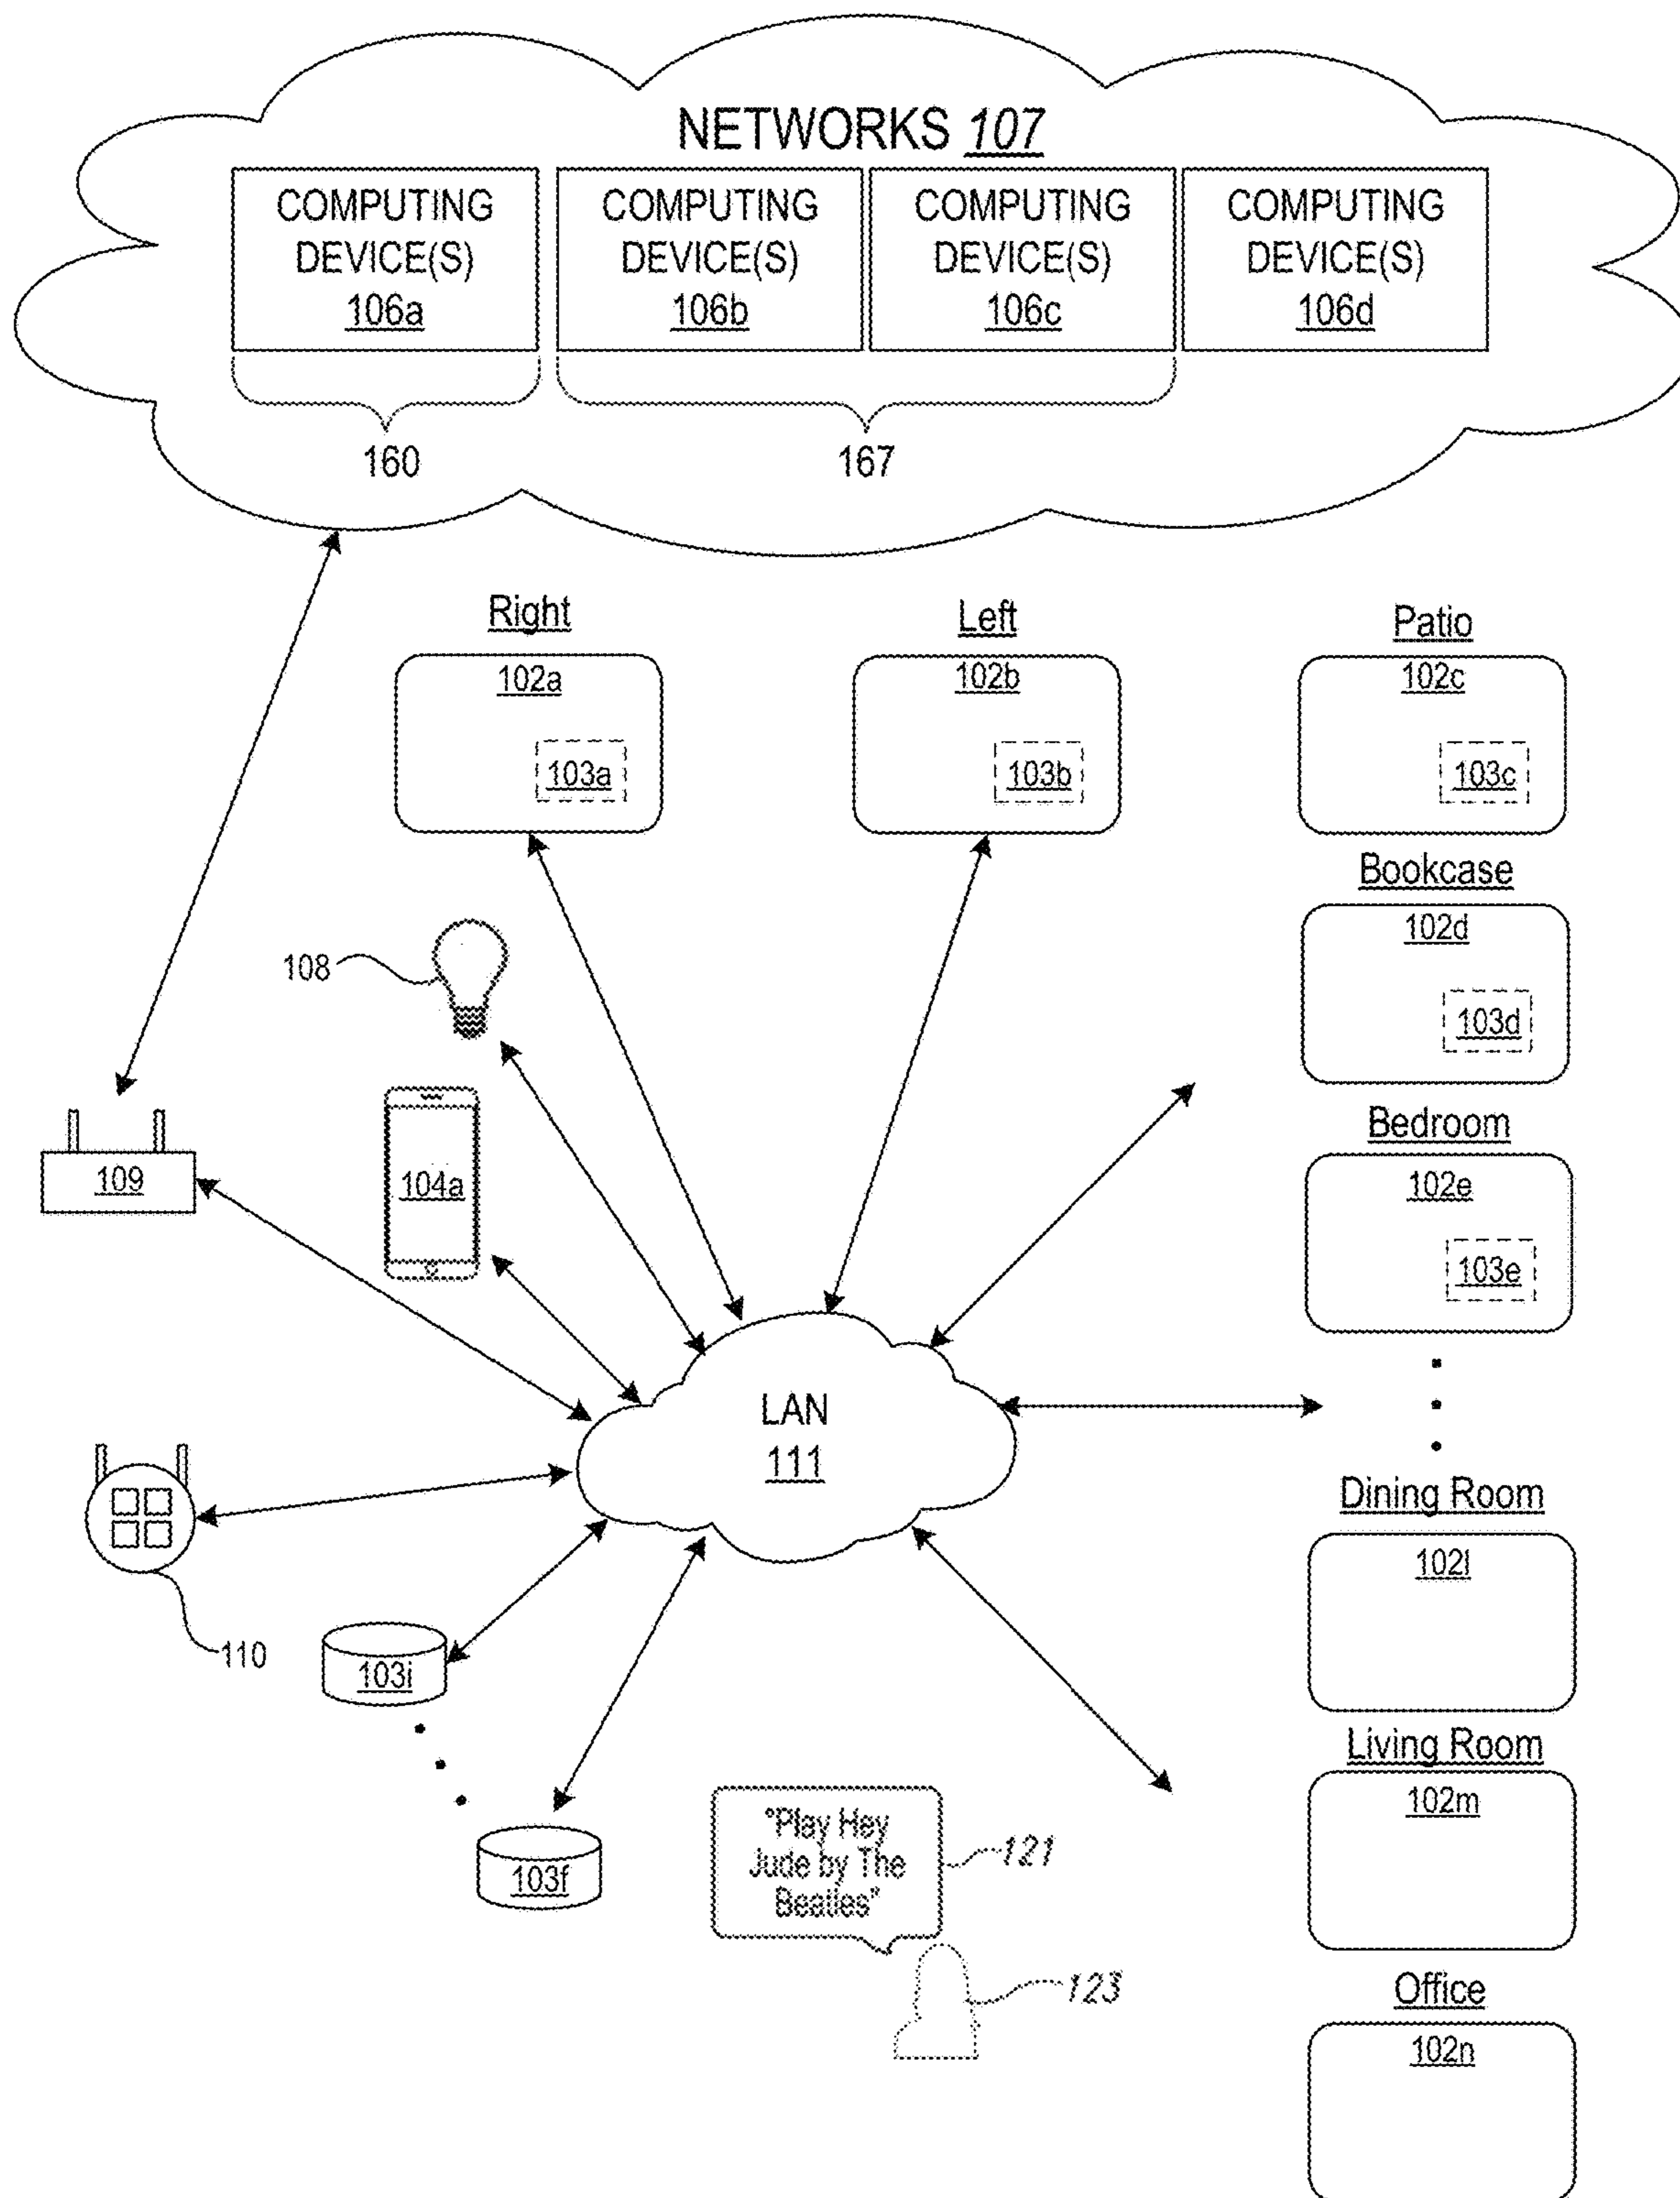 NETWORKS 107
COMPUTING
DEVICE(S)
106a
COMPUTING
DEVICE(S)
106b
COMPUTING
DEVICE(S)
106c
COMPUTING
DEVICE(S)
106d
160
167
Right
102a
103a
Left
102b
103b
Patio
102c
103c
Bookcase
102d
103d
Bedroom
102e
103e
108
104a
109
LAN
111
110
103i
103f
Dining Room
102l
Living Room
102m
Office
102n
"Play Hey
Jude by The
Beatles"
121
123